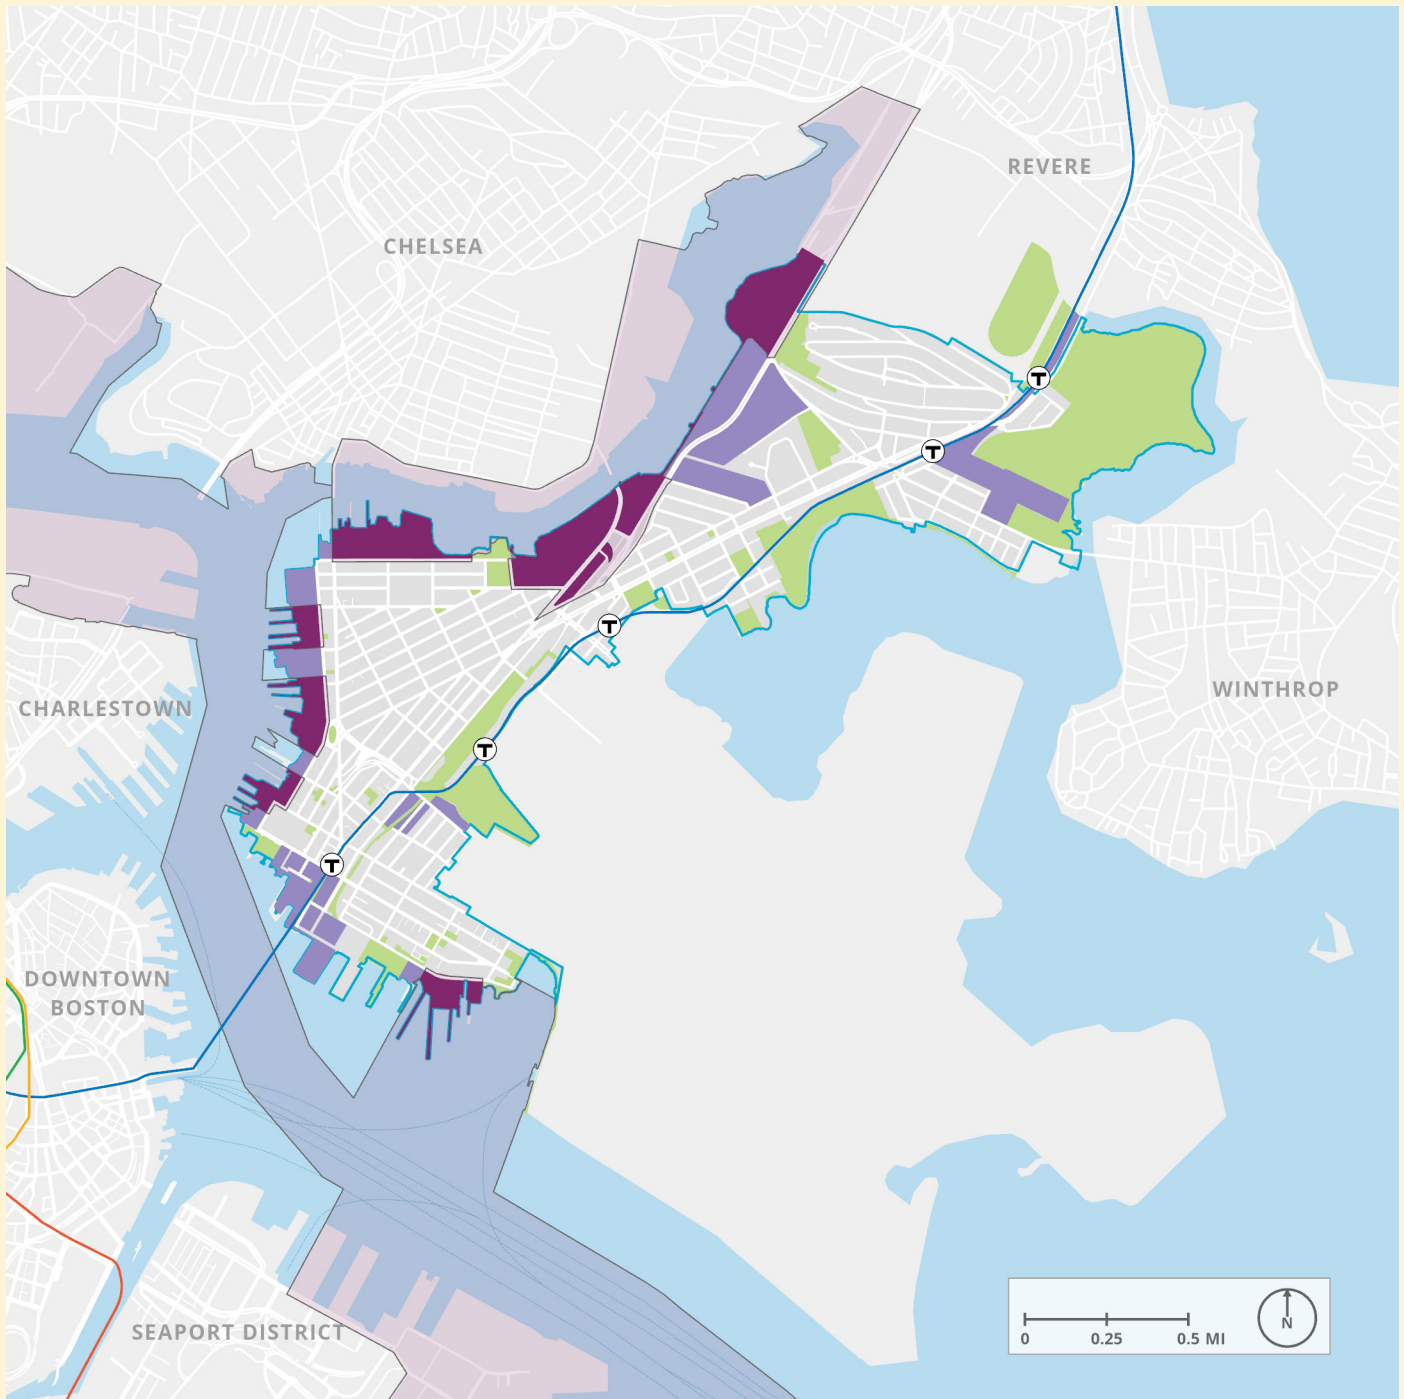 REVERE
CHELSEA
WINTHROP
CHARLESTOWN
DOWNTOWN
BOSTON
SEAPORT DISTRICT
T
T
T
T
T
0 0.25 0.5 MI
N